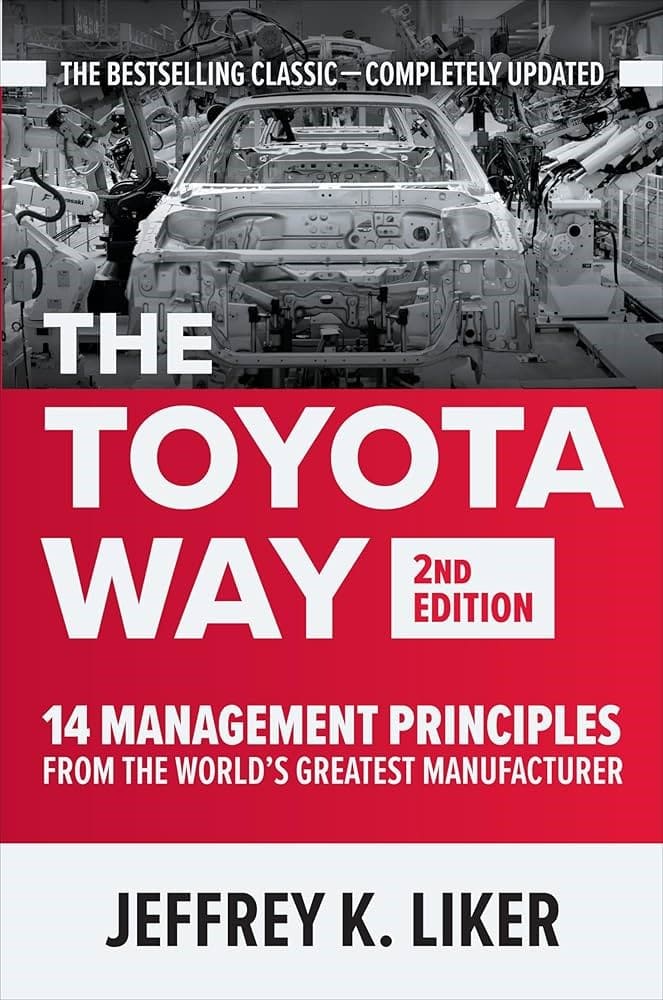 THE BESTSELLING CLASSIC—COMPLETELY UPDATED
Kawasaki
THE
TOYOTA
WAY
2ND
EDITION
14 MANAGEMENT PRINCIPLES
FROM THE WORLD'S GREATEST MANUFACTURER
JEFFREY K. LIKER